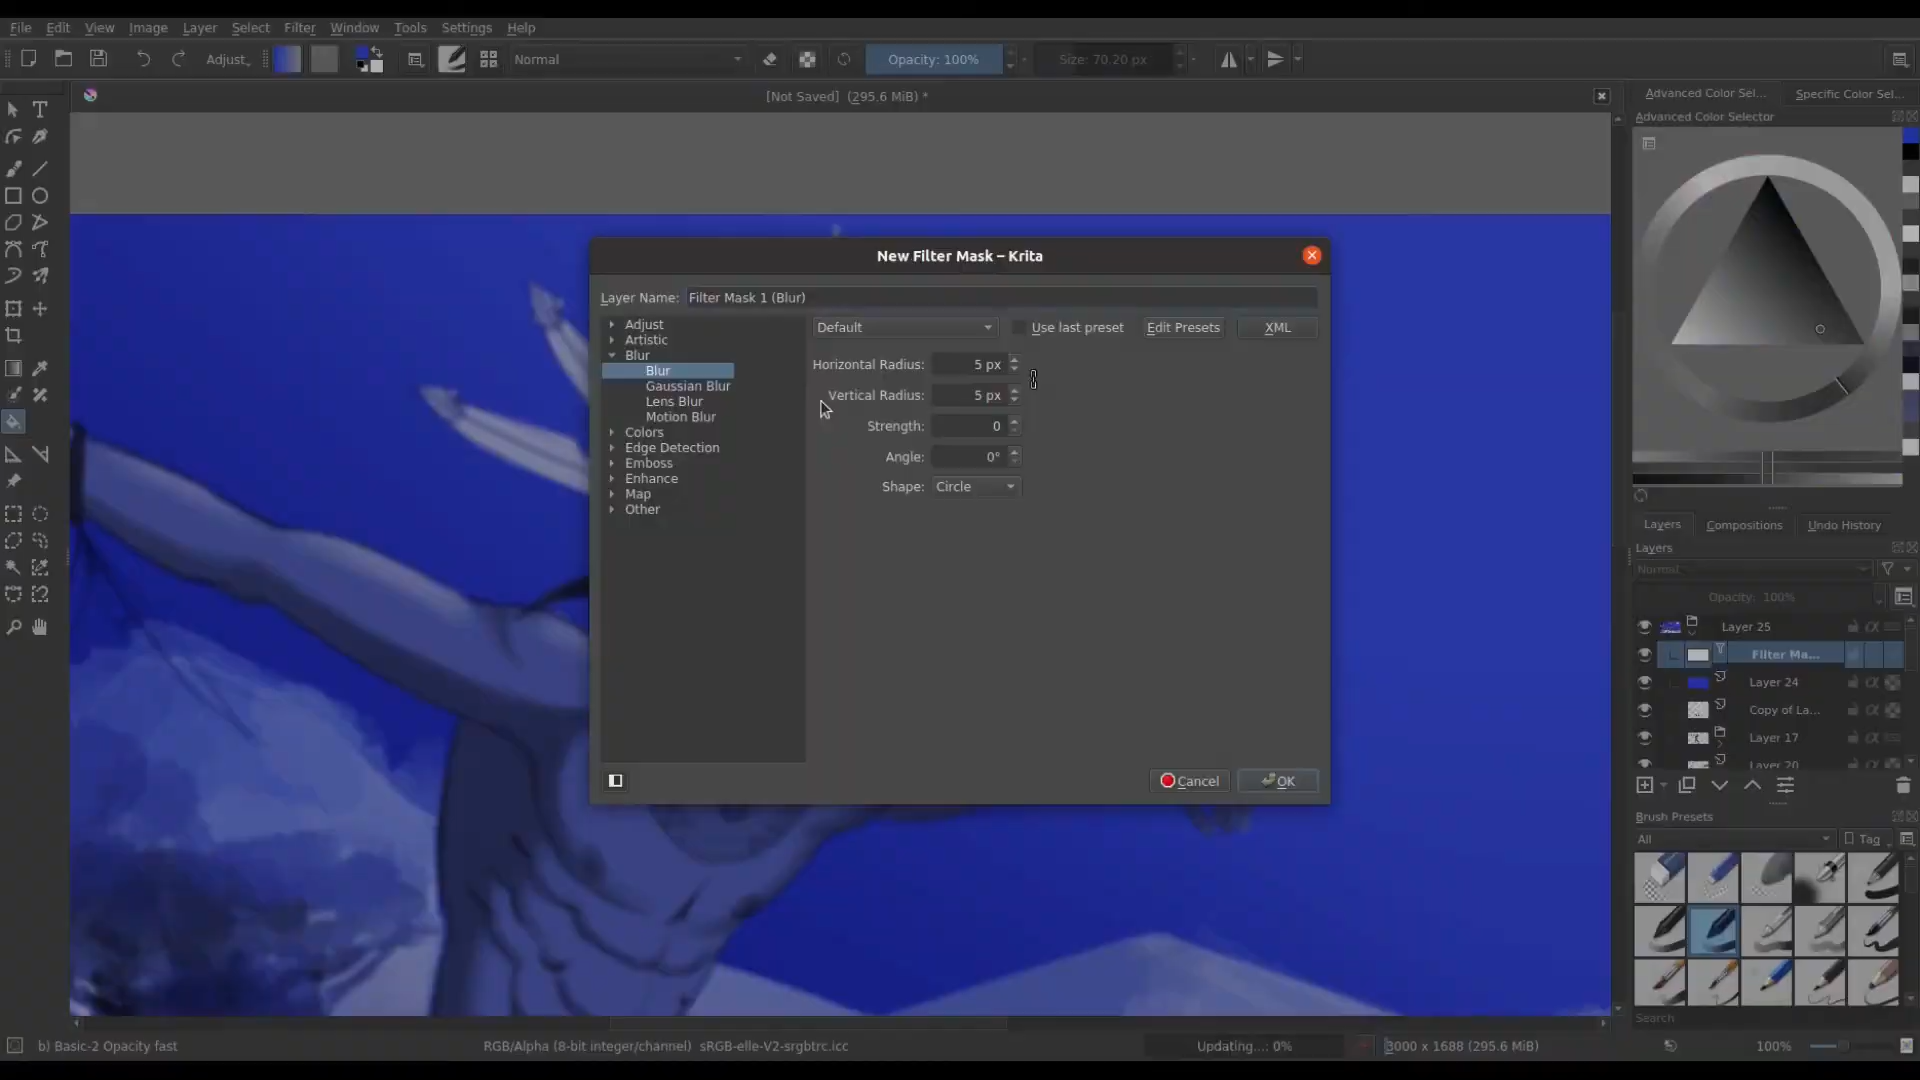 File Edit View Image Layer Select Filter Window Tools Settings Help
Adjust
Normal
Opacity: 100%
Size: 70.20 px
[Not Saved] (295.6 MiB) *
Advanced Color Sel...
Specific Color Sel...
Advanced Color Selector
New Filter Mask – Krita
Layer Name: Filter Mask 1 (Blur)
Adjust
Artistic
Blur
Blur
Gaussian Blur
Lens Blur
Motion Blur
Colors
Edge Detection
Emboss
Enhance
Map
Other
Default
Use last preset
Edit Presets
XML
Horizontal Radius: 5 px
Vertical Radius: 5 px
Strength: 0
Angle: 0°
Shape: Circle
Cancel
OK
Layers
Compositions
Undo History
Layers
Normal
Opacity: 100%
Layer 25
Filter Ma...
Layer 24
Copy of La...
Layer 17
Layer 20
Brush Presets
All
Tag
Search
b) Basic-2 Opacity fast
RGB/Alpha (8-bit integer/channel) sRGB-elle-V2-srgbtrc.icc
Updating...: 0%
3000 x 1688 (295.6 MiB)
100%